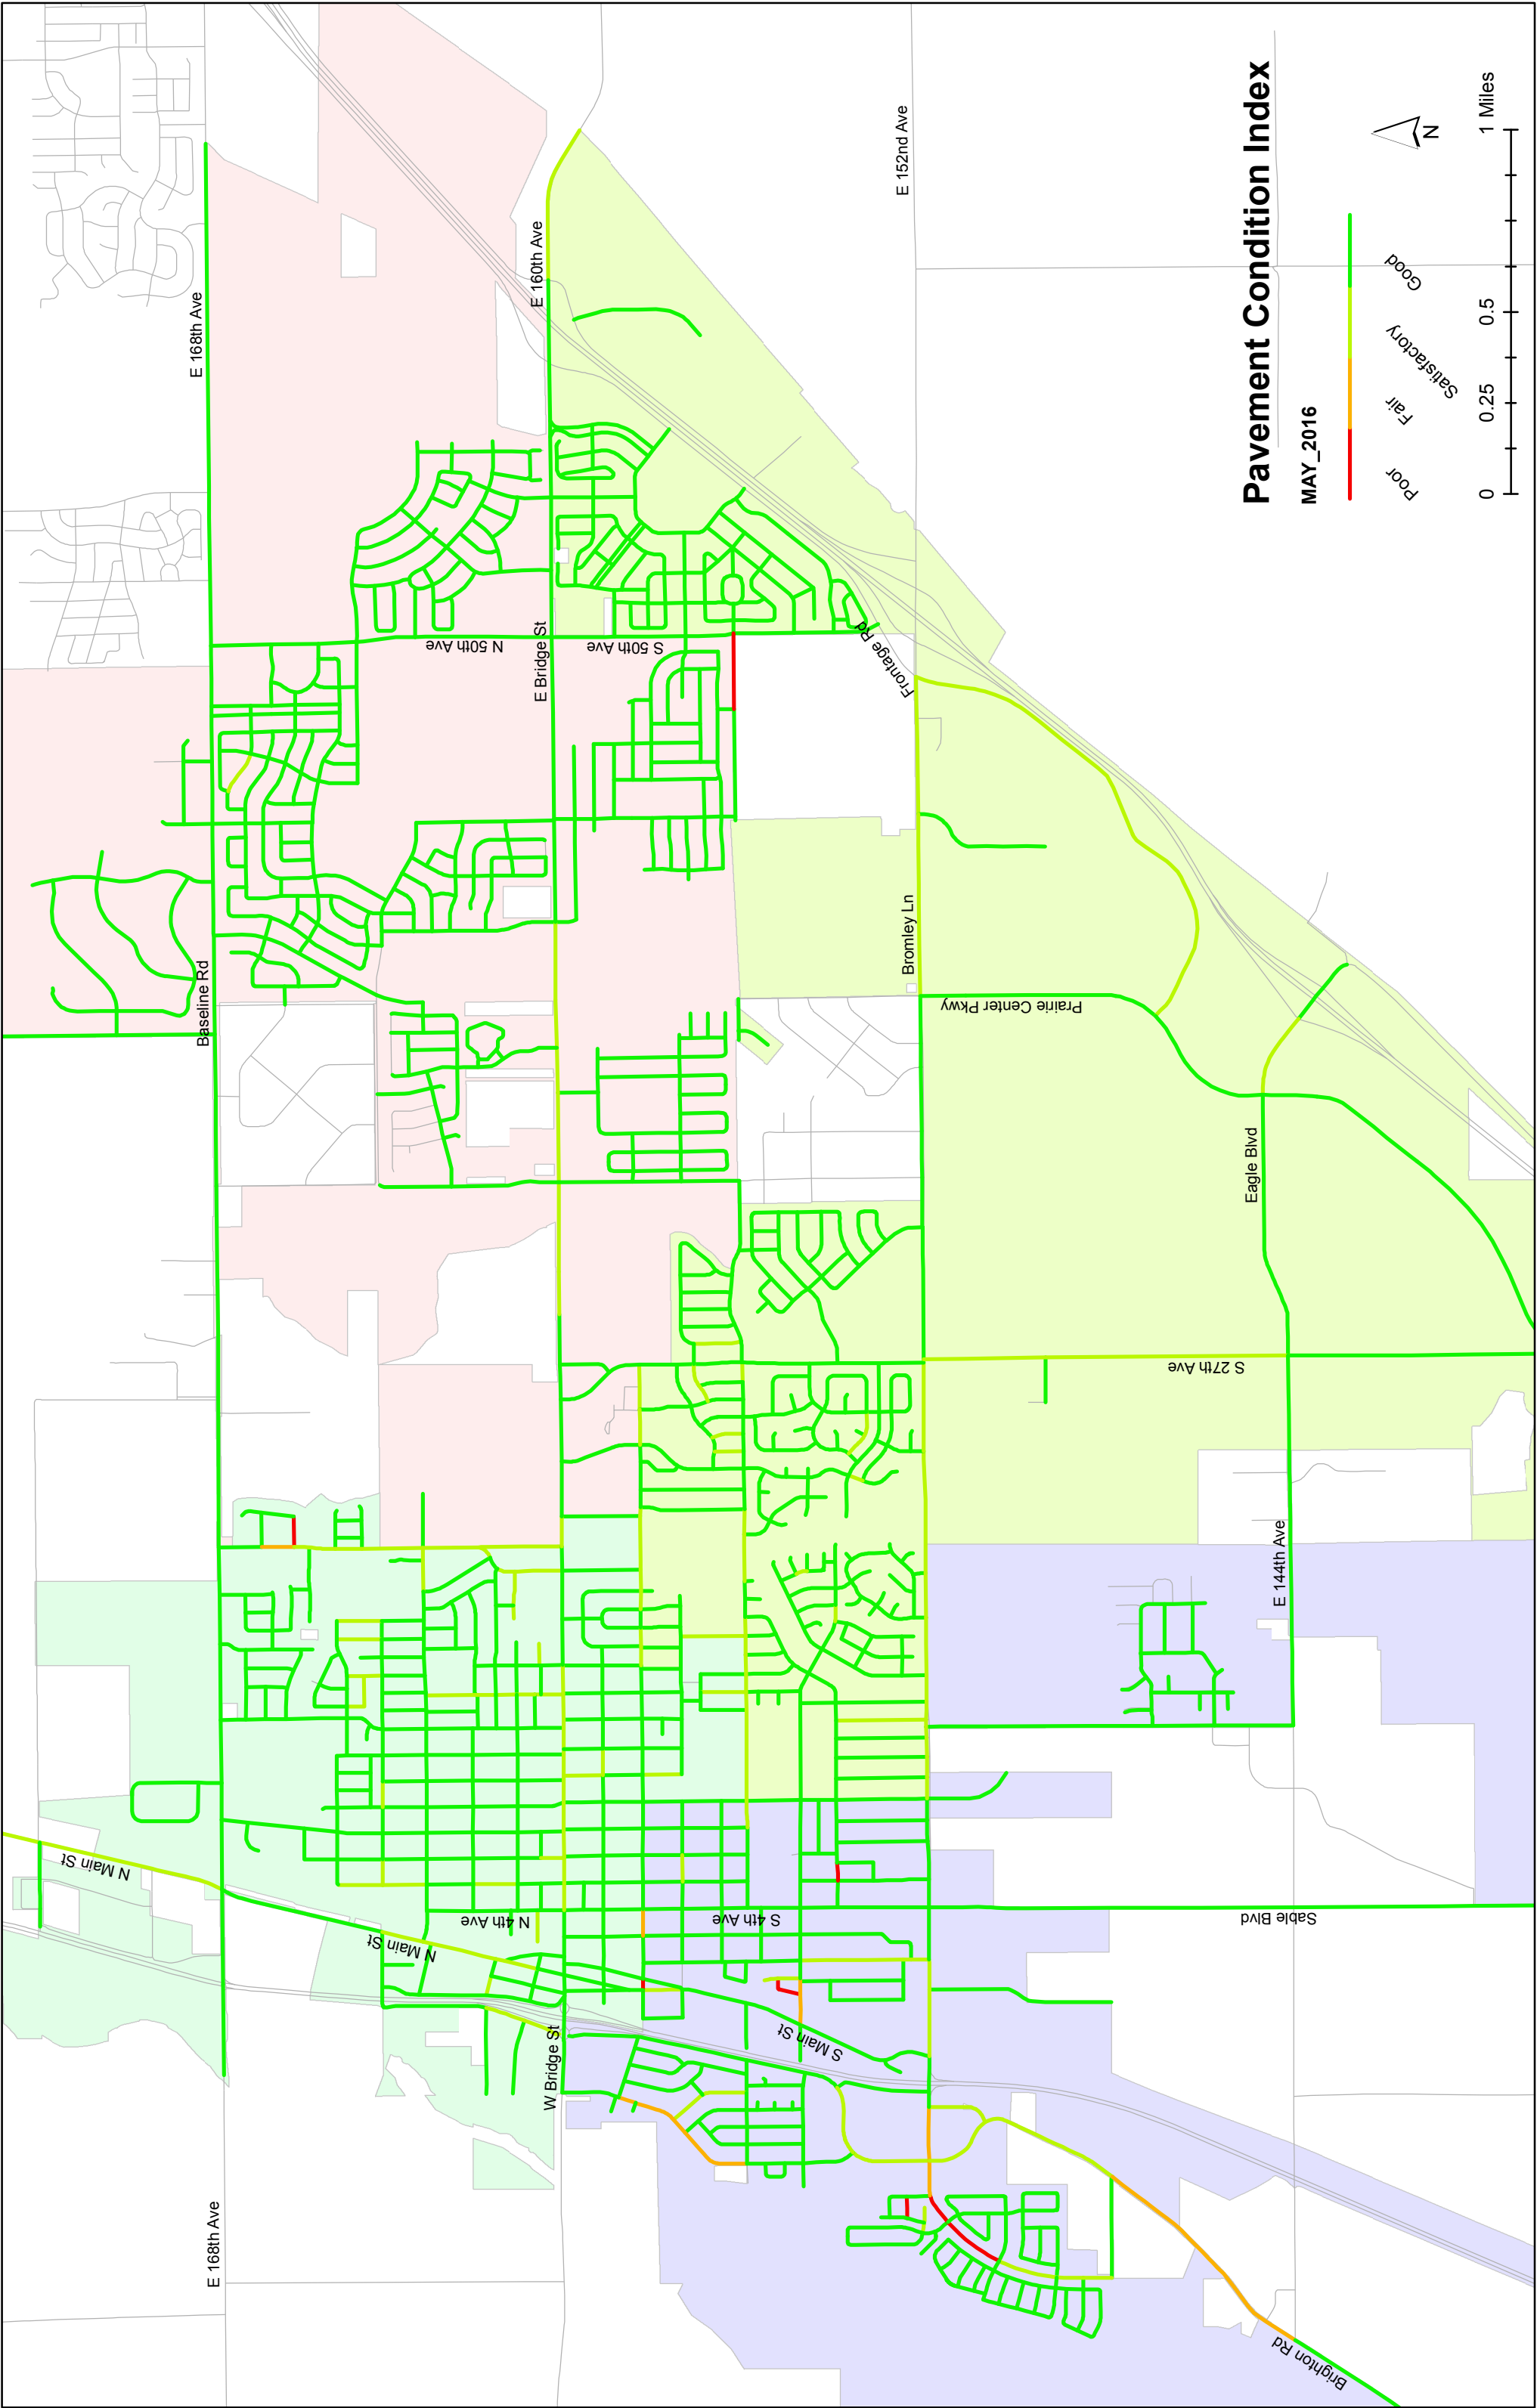 E 168th Ave
E 160th Ave
E 152nd Ave
N 50th Ave
S 50th Ave
E Bridge St
Frontage Rd
Baseline Rd
Bromley Ln
Prairie Center Pkwy
Eagle Blvd
S 27th Ave
E 144th Ave
N Main St
N Main St
N 4th Ave
S 4th Ave
Sable Blvd
S Main St
W Bridge St
E 168th Ave
Brighton Rd
Pavement Condition Index
MAY_2016
Poor
Fair
Satisfactory
Good
N
0 0.25 0.5 1 Miles